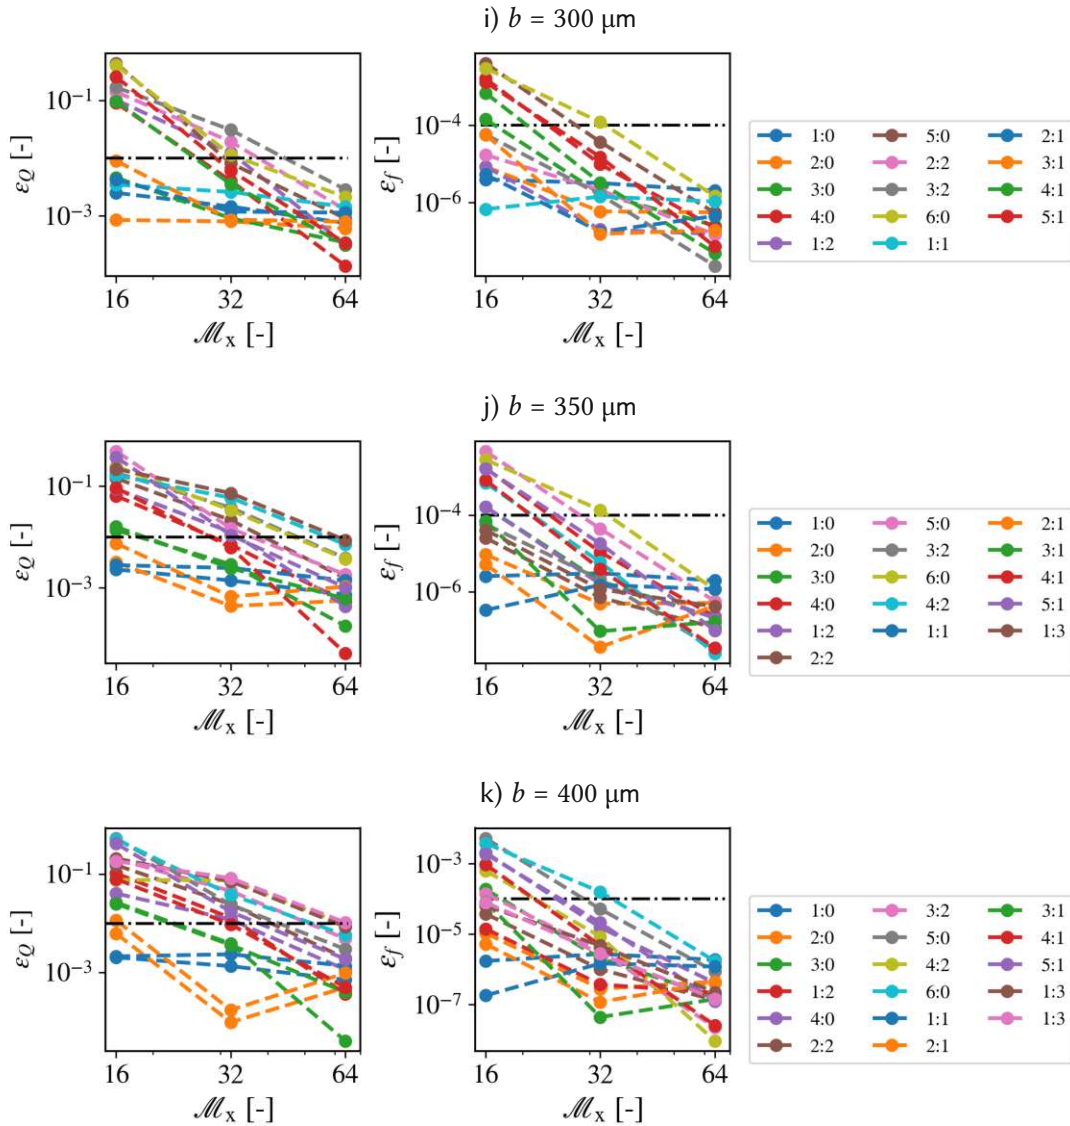 i) b = 300 μm
10⁻¹
10⁻³
ε_Q [-]
16 32 64
ℳ_x [-]
10⁻⁴
10⁻⁶
ε_f [-]
16 32 64
ℳ_x [-]
1:0 5:0 2:1
2:0 2:2 3:1
3:0 3:2 4:1
4:0 6:0 5:1
1:2 1:1
j) b = 350 μm
10⁻¹
10⁻³
ε_Q [-]
16 32 64
ℳ_x [-]
10⁻⁴
10⁻⁶
ε_f [-]
16 32 64
ℳ_x [-]
1:0 5:0 2:1
2:0 3:2 3:1
3:0 6:0 4:1
4:0 4:2 5:1
1:2 1:1 1:3
2:2
k) b = 400 μm
10⁻¹
10⁻³
ε_Q [-]
16 32 64
ℳ_x [-]
10⁻³
10⁻⁵
10⁻⁷
ε_f [-]
16 32 64
ℳ_x [-]
1:0 3:2 3:1
2:0 5:0 4:1
3:0 4:2 5:1
1:2 6:0 1:3
4:0 1:1 1:3
2:2 2:1